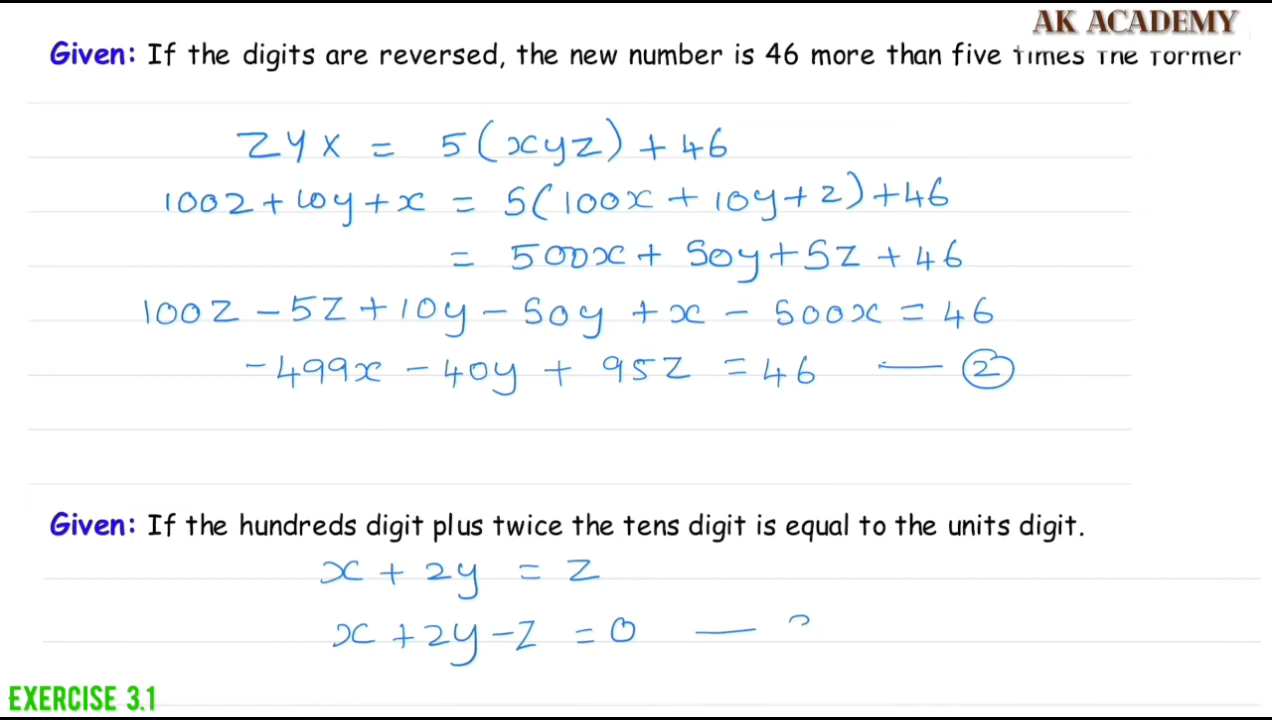 AK ACADEMY
Given: If the digits are reversed, the new number is 46 more than five times the former
zyx = 5(xyz) + 46
100z + 10y + x = 5(100x + 10y + z) + 46
= 500x + 50y + 5z + 46
100z - 5z + 10y - 50y + x - 500x = 46
-499x - 40y + 95z = 46 — ②
Given: If the hundreds digit plus twice the tens digit is equal to the units digit.
x + 2y = z
x + 2y - z = 0 —
EXERCISE 3.1